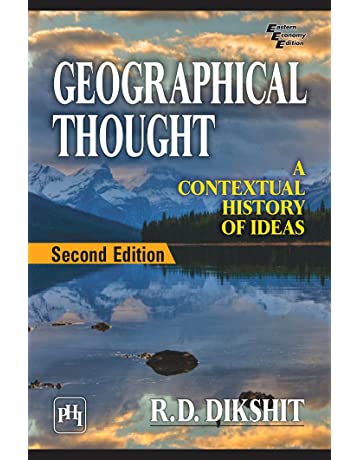 Eastern
Economy
Edition
GEOGRAPHICAL
THOUGHT
A
CONTEXTUAL
HISTORY
OF IDEAS
Second Edition
PHI
R.D. DIKSHIT